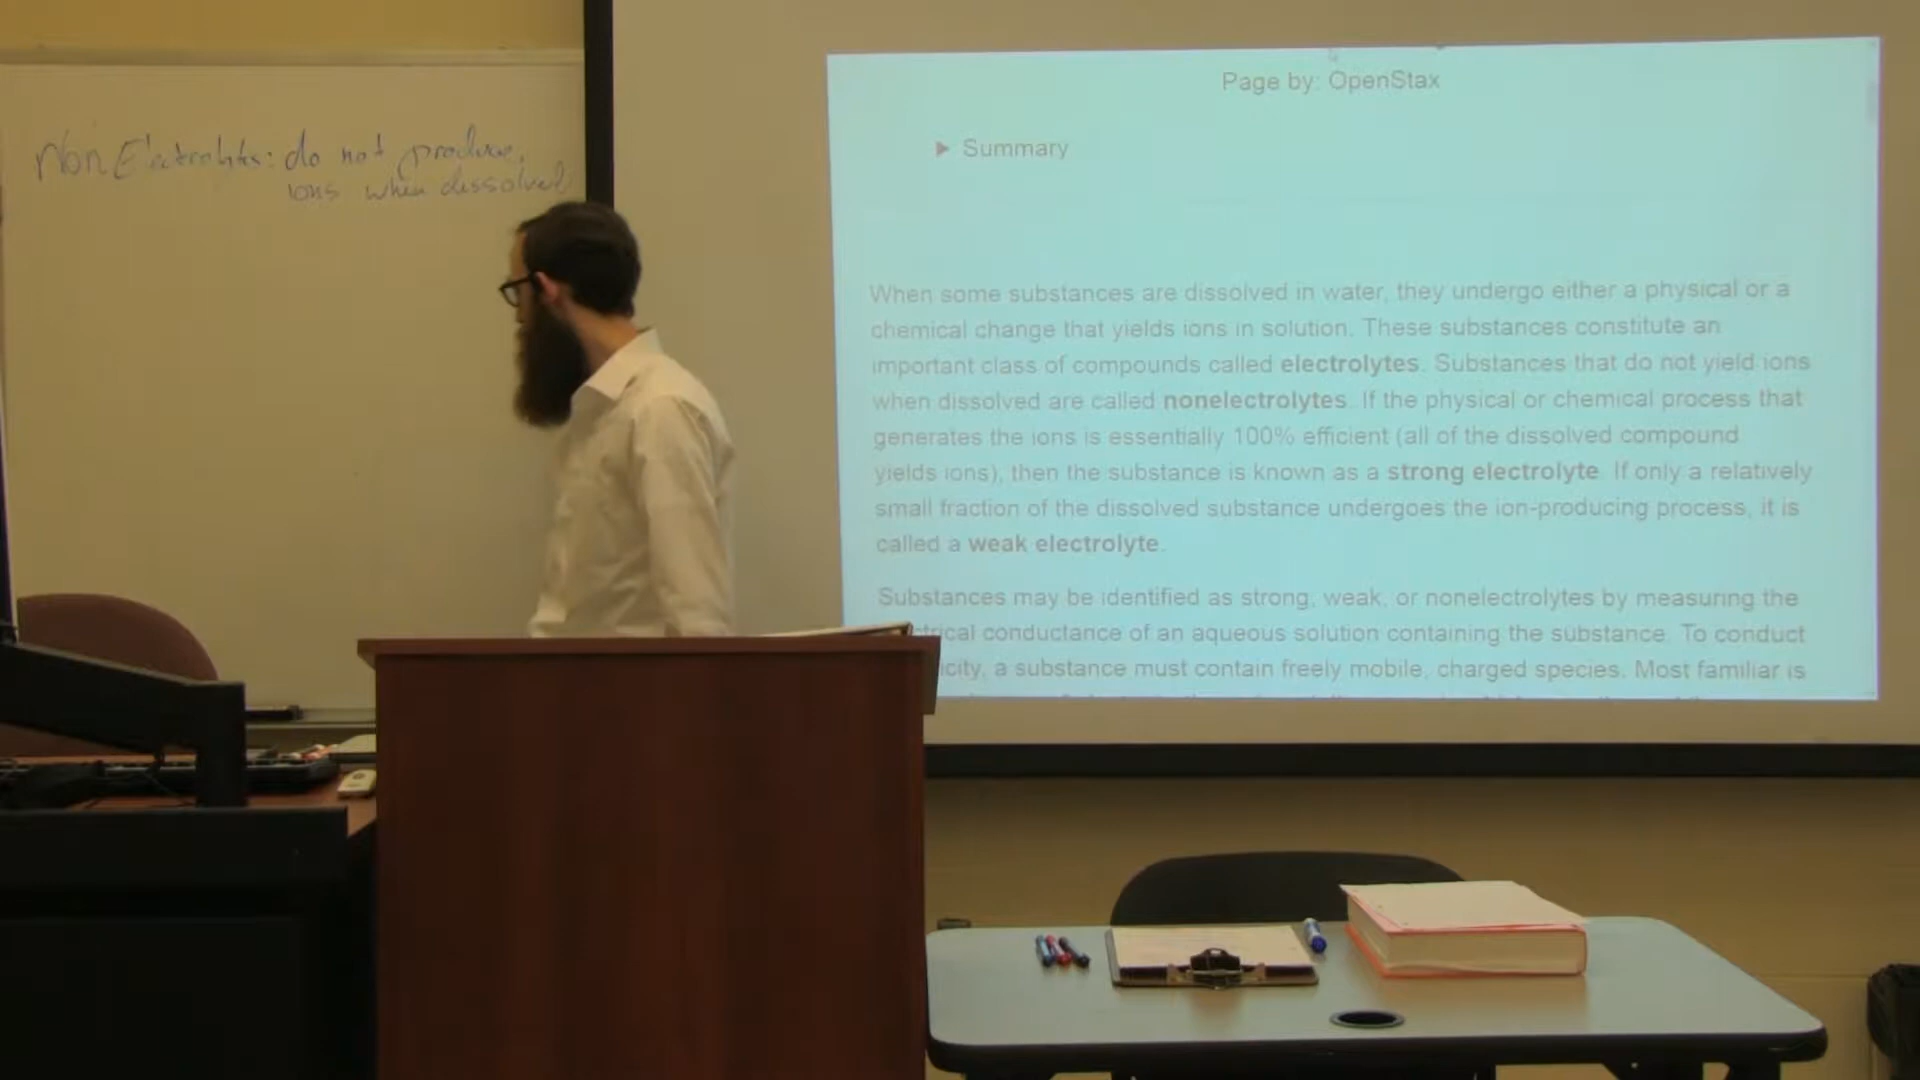 Non Electrolytes: do not produce
ions when dissolved
Page by: OpenStax
Summary
When some substances are dissolved in water, they undergo either a physical or a
chemical change that yields ions in solution. These substances constitute an
important class of compounds called electrolytes. Substances that do not yield ions
when dissolved are called nonelectrolytes. If the physical or chemical process that
generates the ions is essentially 100% efficient (all of the dissolved compound
yields ions), then the substance is known as a strong electrolyte. If only a relatively
small fraction of the dissolved substance undergoes the ion-producing process, it is
called a weak electrolyte.
Substances may be identified as strong, weak, or nonelectrolytes by measuring the
conductance of an aqueous solution containing the substance. To conduct
a substance must contain freely mobile, charged species. Most familiar is